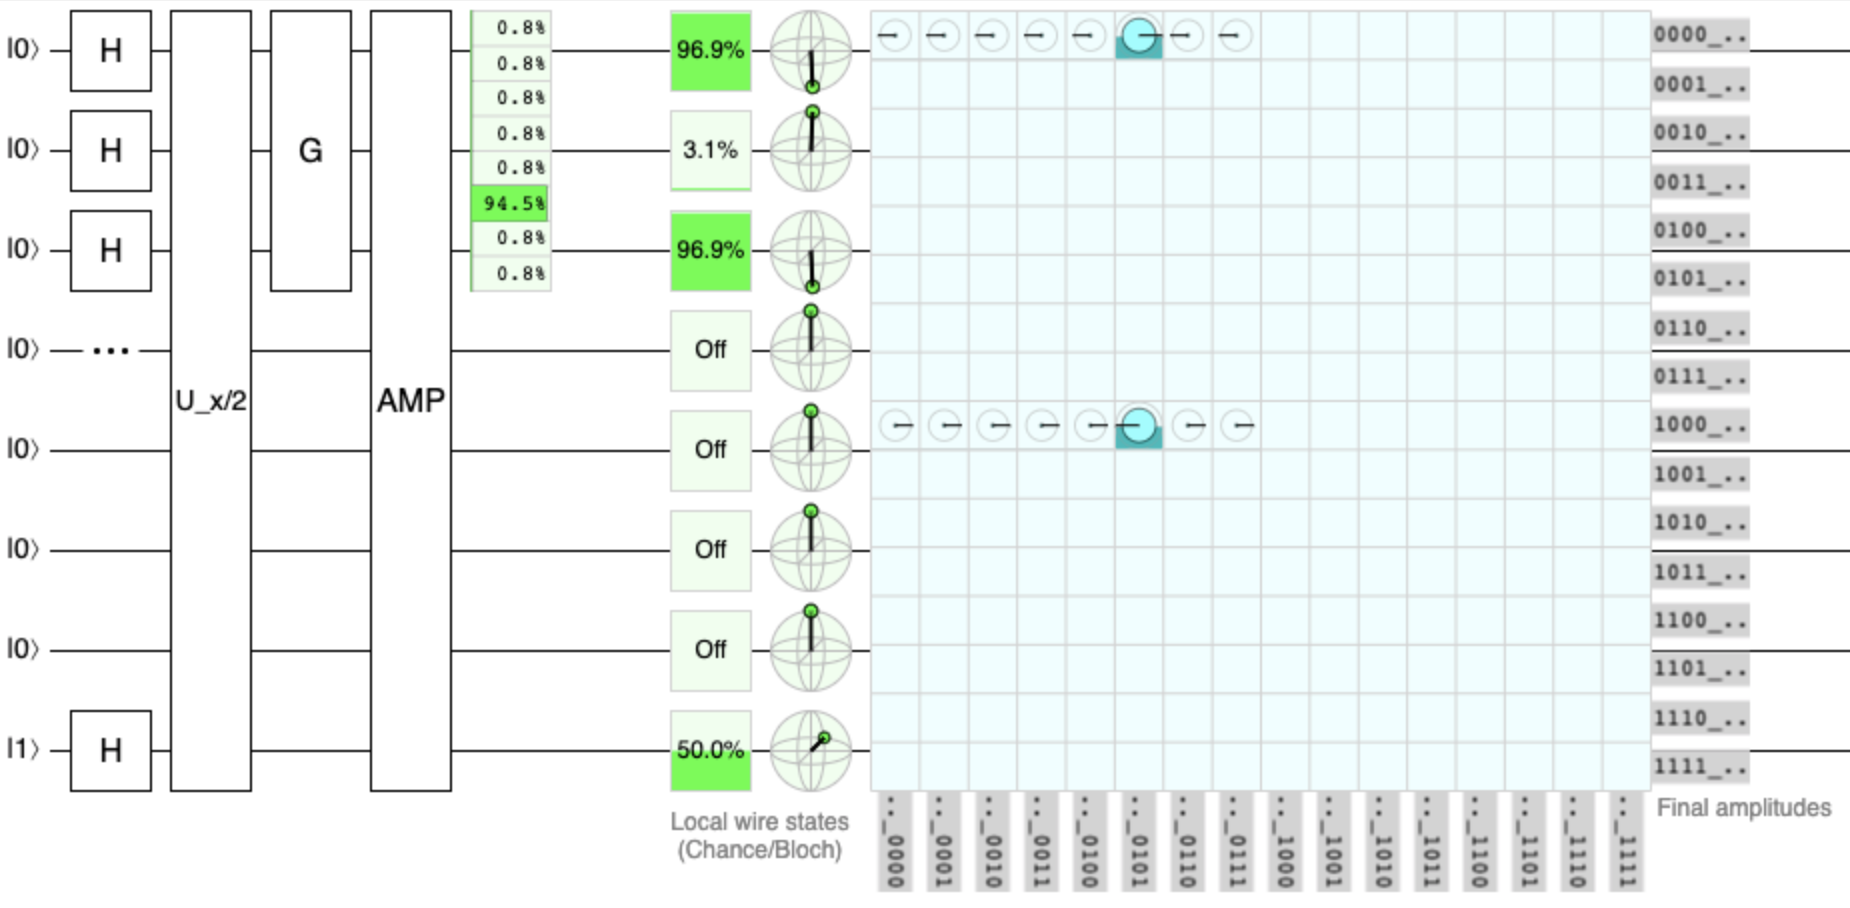 |0⟩ H 0.8% 96.9% 0000_..
0.8% 0001_..
0.8%
|0⟩ H G 0.8% 3.1% 0010_..
0.8% 0011_..
94.5%
|0⟩ H 0.8% 96.9% 0100_..
0.8% 0101_..
|0⟩ ... Off 0110_..
0111_..
U_x/2 AMP
|0⟩ Off 1000_..
1001_..
|0⟩ Off 1010_..
1011_..
|0⟩ Off 1100_..
1101_..
|1⟩ H 50.0% 1110_..
1111_..
Local wire states
(Chance/Bloch)
.._0000 .._0001 .._0010 .._0011 .._0100 .._0101 .._0110 .._0111 .._1000 .._1001 .._1010 .._1011 .._1100 .._1101 .._1110 .._1111
Final amplitudes